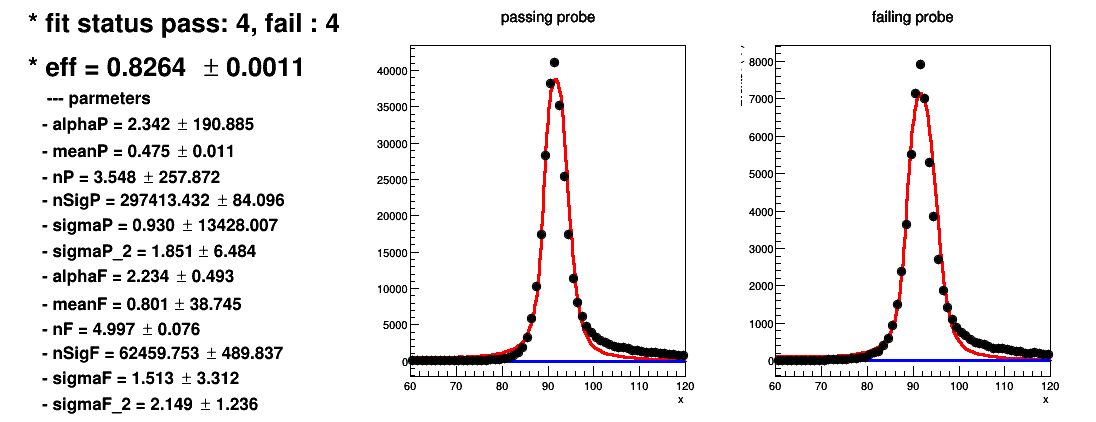 * fit status pass: 4, fail : 4
* eff = 0.8264 ± 0.0011
--- parmeters
- alphaP = 2.342 ± 190.885
- meanP = 0.475 ± 0.011
- nP = 3.548 ± 257.872
- nSigP = 297413.432 ± 84.096
- sigmaP = 0.930 ± 13428.007
- sigmaP_2 = 1.851 ± 6.484
- alphaF = 2.234 ± 0.493
- meanF = 0.801 ± 38.745
- nF = 4.997 ± 0.076
- nSigF = 62459.753 ± 489.837
- sigmaF = 1.513 ± 3.312
- sigmaF_2 = 2.149 ± 1.236
passing probe
40000
35000
30000
25000
20000
15000
10000
5000
0
60 70 80 90 100 110 120
x
failing probe
8000
7000
6000
5000
4000
3000
2000
1000
0
60 70 80 90 100 110 120
x